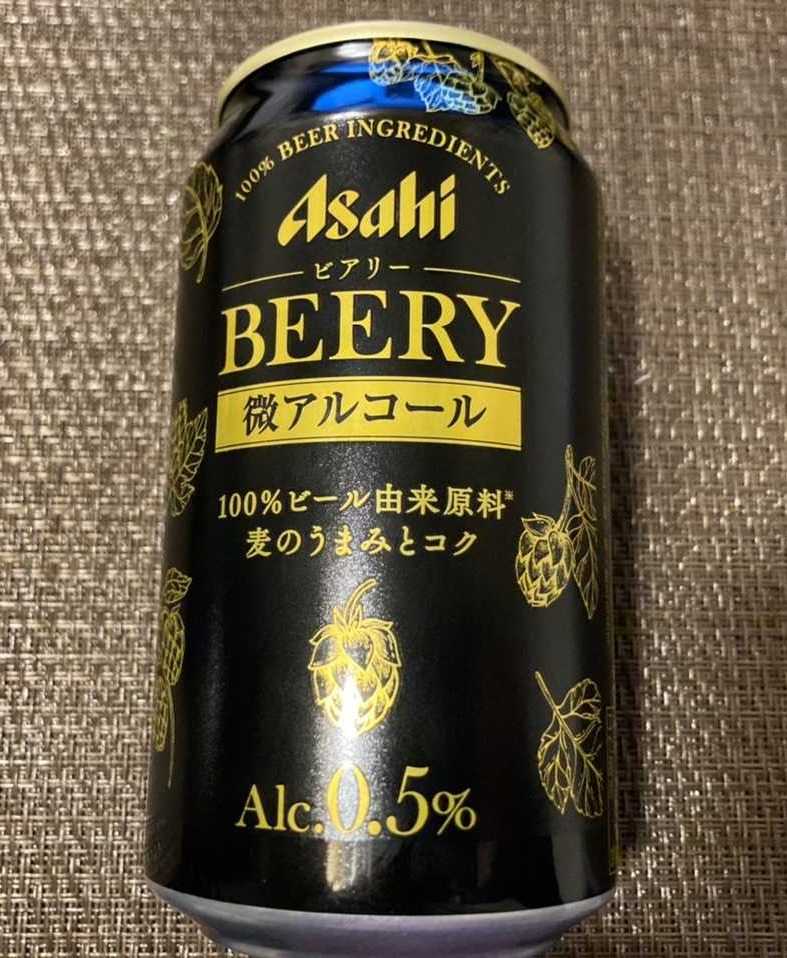 100% BEER INGREDIENTS
Asahi
ビアリー
BEERY
微アルコール
100%ビール由来原料※
麦のうまみとコク
Alc.0.5%